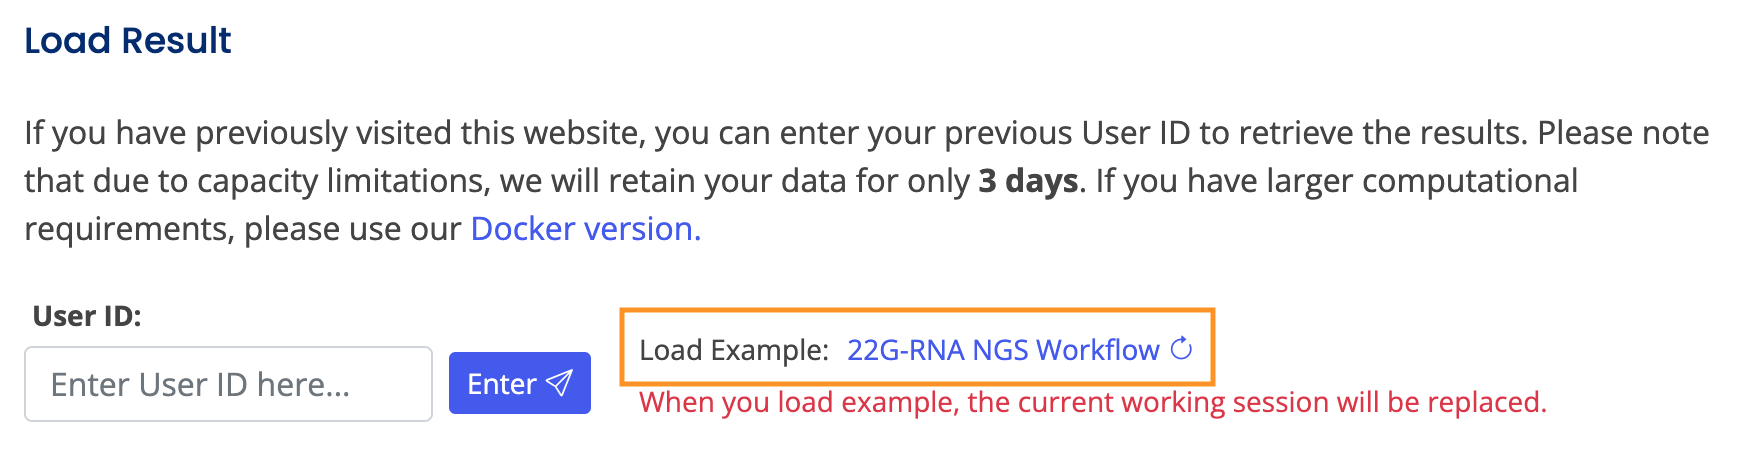 Load Result
If you have previously visited this website, you can enter your previous User ID to retrieve the results. Please note
that due to capacity limitations, we will retain your data for only 3 days. If you have larger computational
requirements, please use our Docker version.
User ID:
Enter User ID here...
Enter
Load Example: 22G-RNA NGS Workflow
When you load example, the current working session will be replaced.